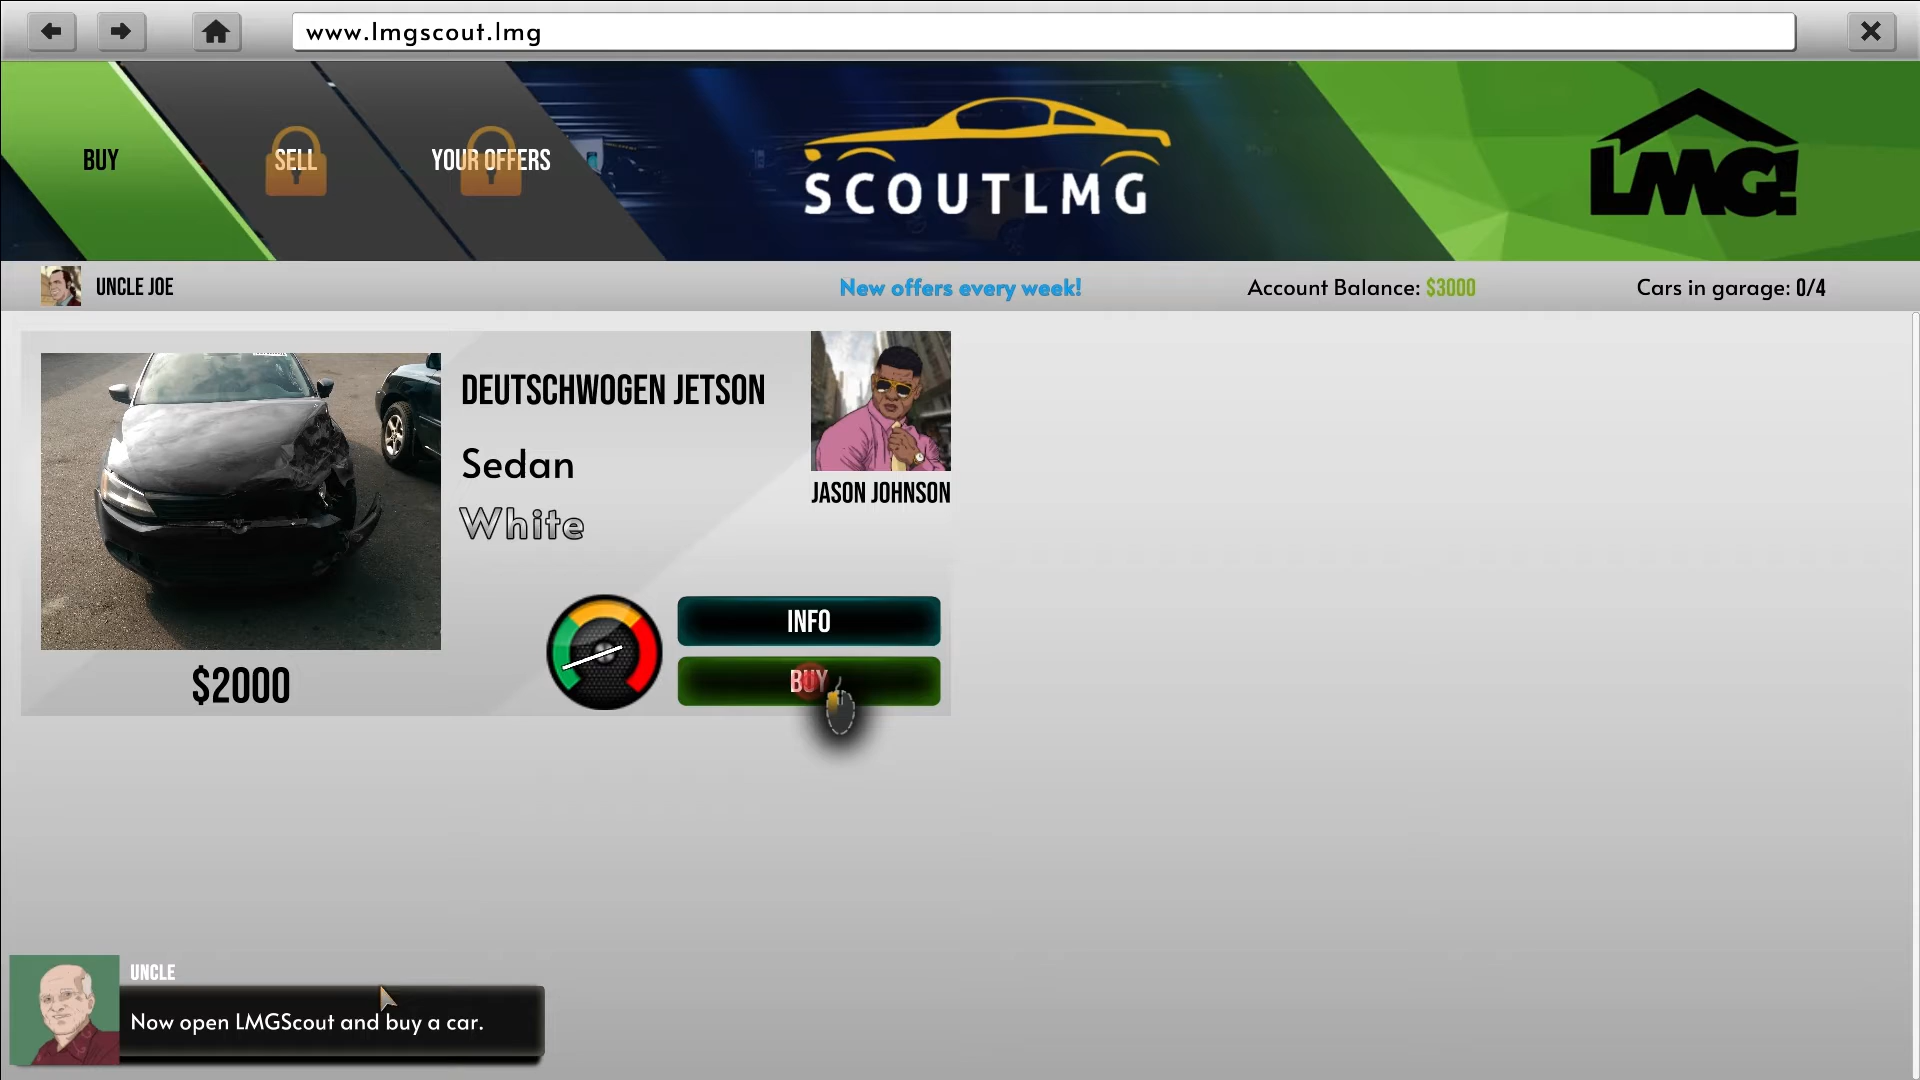 www.lmgscout.lmg
BUY
SELL
YOUR OFFERS
SCOUTLMG
LMG!
UNCLE JOE
New offers every week!
Account Balance: $3000
Cars in garage: 0/4
DEUTSCHWOGEN JETSON
Sedan
White
JASON JOHNSON
INFO
BUY
$2000
UNCLE
Now open LMGScout and buy a car.